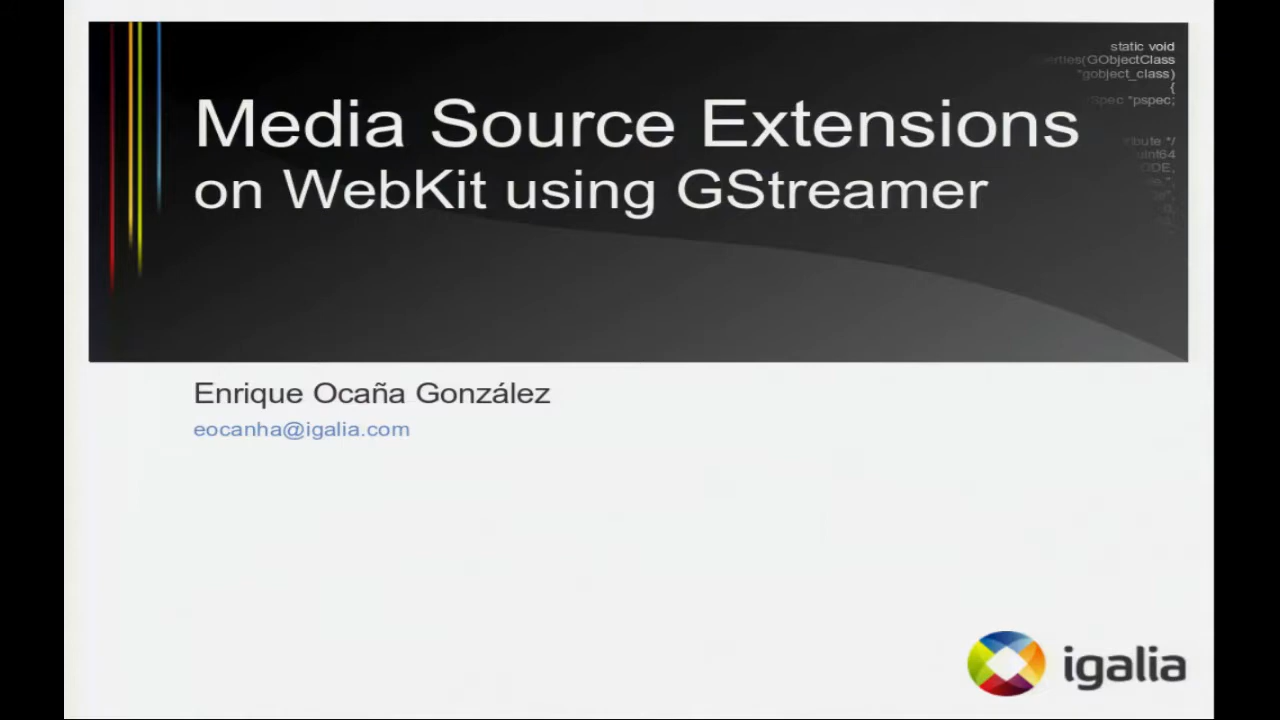 static void
(GObjectClass
*gobject_class)
{
*pspec;
Media Source Extensions
on WebKit using GStreamer
Enrique Ocaña González
eocanha@igalia.com
igalia